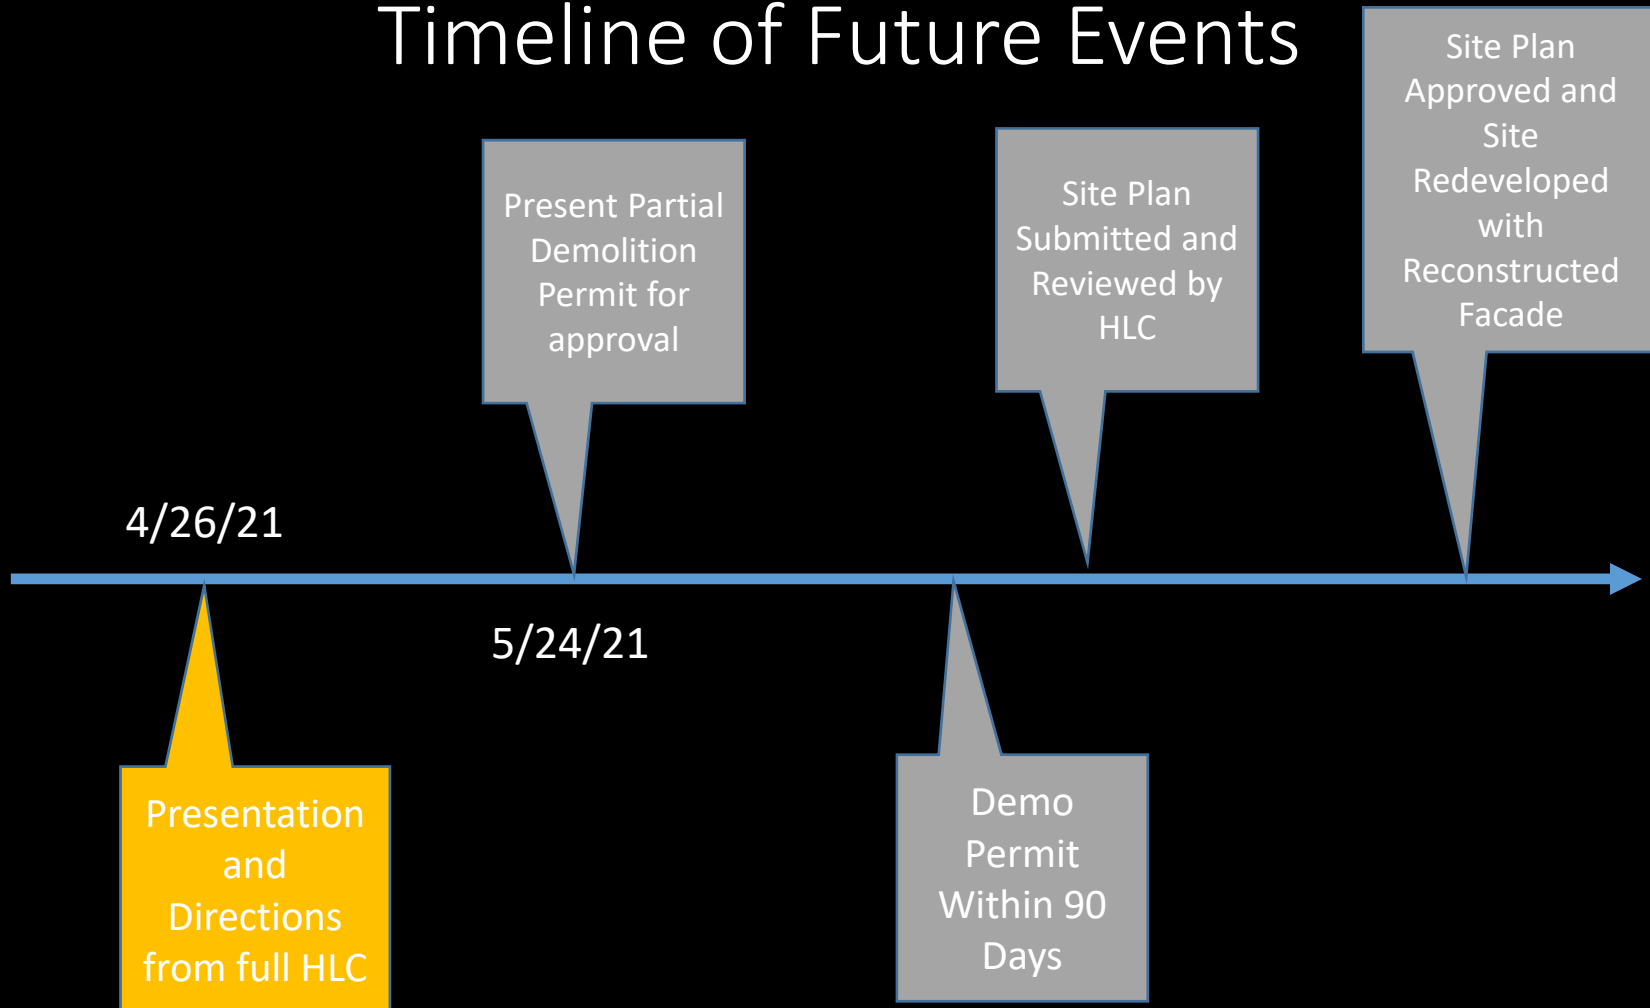 Timeline of Future Events
Present Partial
Demolition
Permit for
approval
Site Plan
Submitted and
Reviewed by
HLC
Site Plan
Approved and
Site
Redeveloped
with
Reconstructed
Facade
4/26/21
5/24/21
Presentation
and
Directions
from full HLC
Demo
Permit
Within 90
Days